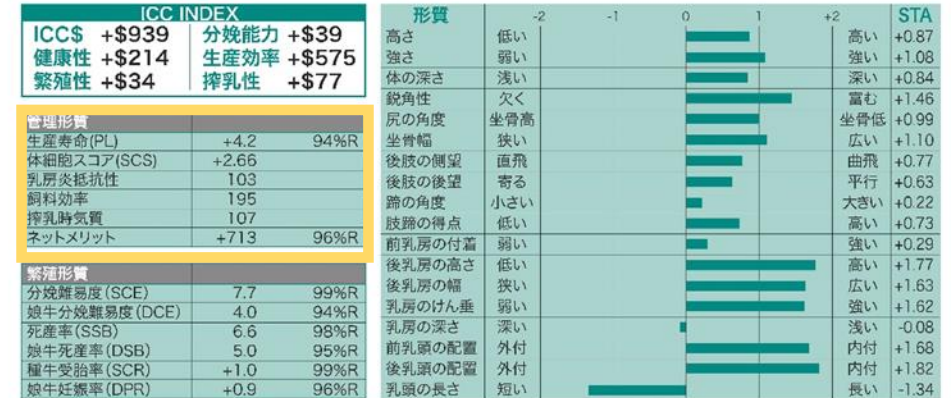 ICC INDEX
ICC$ +$939 分娩能力 +$39
健康性 +$214 生産効率 +$575
繁殖性 +$34 搾乳性 +$77
管理形質
生産寿命(PL) +4.2 94%R
体細胞スコア(SCS) +2.66
乳房炎抵抗性 103
飼料効率 195
搾乳時気質 107
ネットメリット +713 96%R
繁殖形質
分娩難易度(SCE) 7.7 99%R
娘牛分娩難易度(DCE) 4.0 94%R
死産率(SSB) 6.6 98%R
娘牛死産率(DSB) 5.0 95%R
種牛受胎率(SCR) +1.0 99%R
娘牛妊娠率(DPR) +0.9 96%R
形質 -2 -1 0 1 +2 STA
高さ 低い 高い +0.87
強さ 弱い 強い +1.08
体の深さ 浅い 深い +0.84
鋭角性 欠く 富む +1.46
尻の角度 坐骨高 坐骨低 +0.99
坐骨幅 狭い 広い +1.10
後肢の側望 直飛 曲飛 +0.77
後肢の後望 寄る 平行 +0.63
蹄の角度 小さい 大きい +0.22
肢蹄の得点 低い 高い +0.73
前乳房の付着 弱い 強い +0.29
後乳房の高さ 低い 高い +1.77
後乳房の幅 狭い 広い +1.63
乳房のけん垂 弱い 強い +1.62
乳房の深さ 深い 浅い -0.08
前乳頭の配置 外付 内付 +1.68
後乳頭の配置 外付 内付 +1.82
乳頭の長さ 短い 長い -1.34